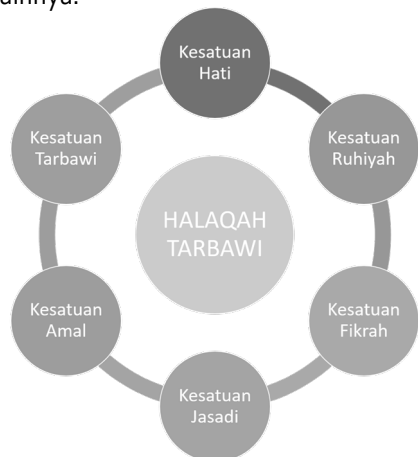 Kesatuan
Hati
Kesatuan
Ruhiyah
Kesatuan
Fikrah
Kesatuan
Jasadi
Kesatuan
Amal
Kesatuan
Tarbawi
HALAQAH
TARBAWI